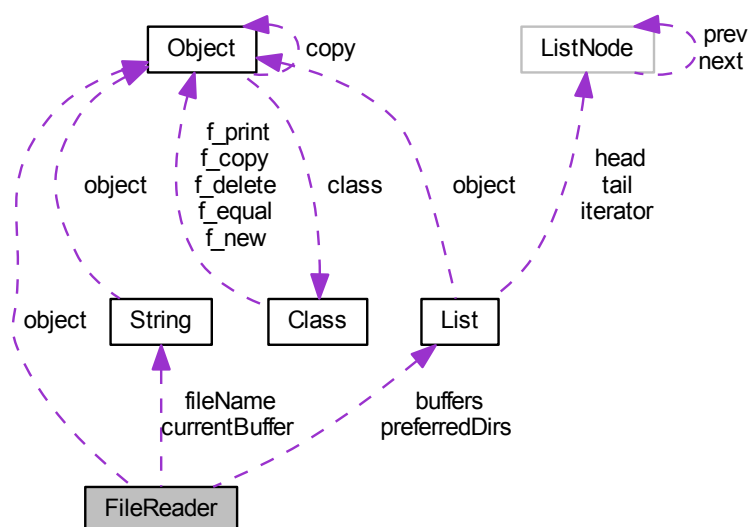 Object
copy
ListNode
prev
next
f_print
f_copy
f_delete
f_equal
f_new
object
class
object
head
tail
iterator
object
String
Class
List
fileName
currentBuffer
buffers
preferredDirs
FileReader